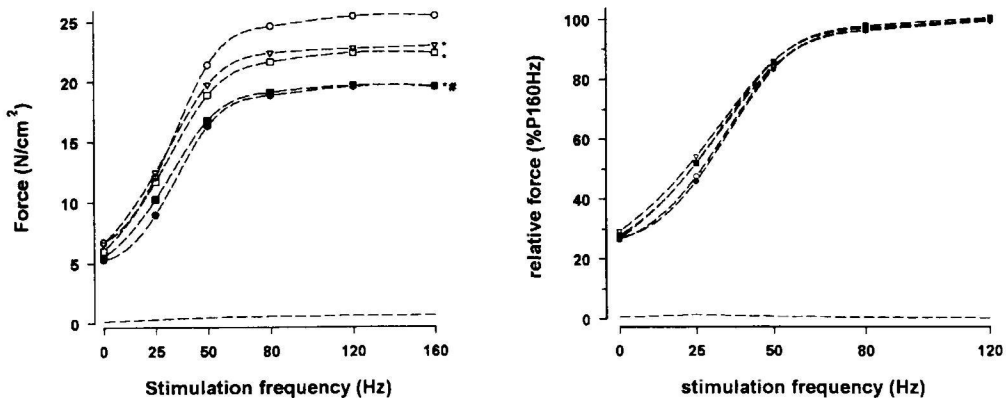 25
20
15
10
5
0
Force (N/cm²)
*
*
*#
0 25 50 80 120 160
Stimulation frequency (Hz)
100
80
60
40
20
0
relative force (%P160Hz)
0 25 50 80 120
stimulation frequency (Hz)